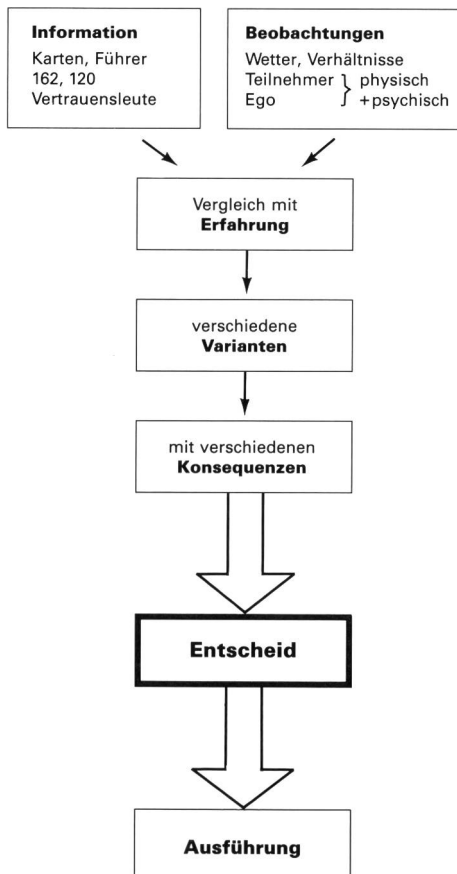 Information
Karten, Führer
162, 120
Vertrauensleute
Beobachtungen
Wetter, Verhältnisse
Teilnehmer } physisch
Ego +psychisch
Vergleich mit
Erfahrung
verschiedene
Varianten
mit verschiedenen
Konsequenzen
Entscheid
Ausführung